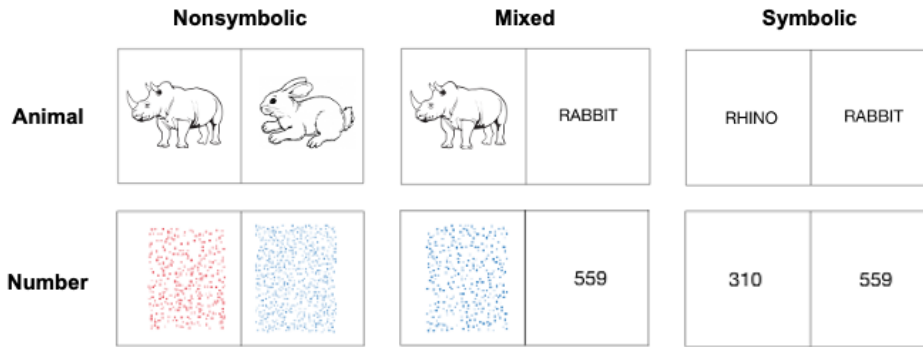 Nonsymbolic Mixed Symbolic
Animal RABBIT RHINO RABBIT
Number 559 310 559